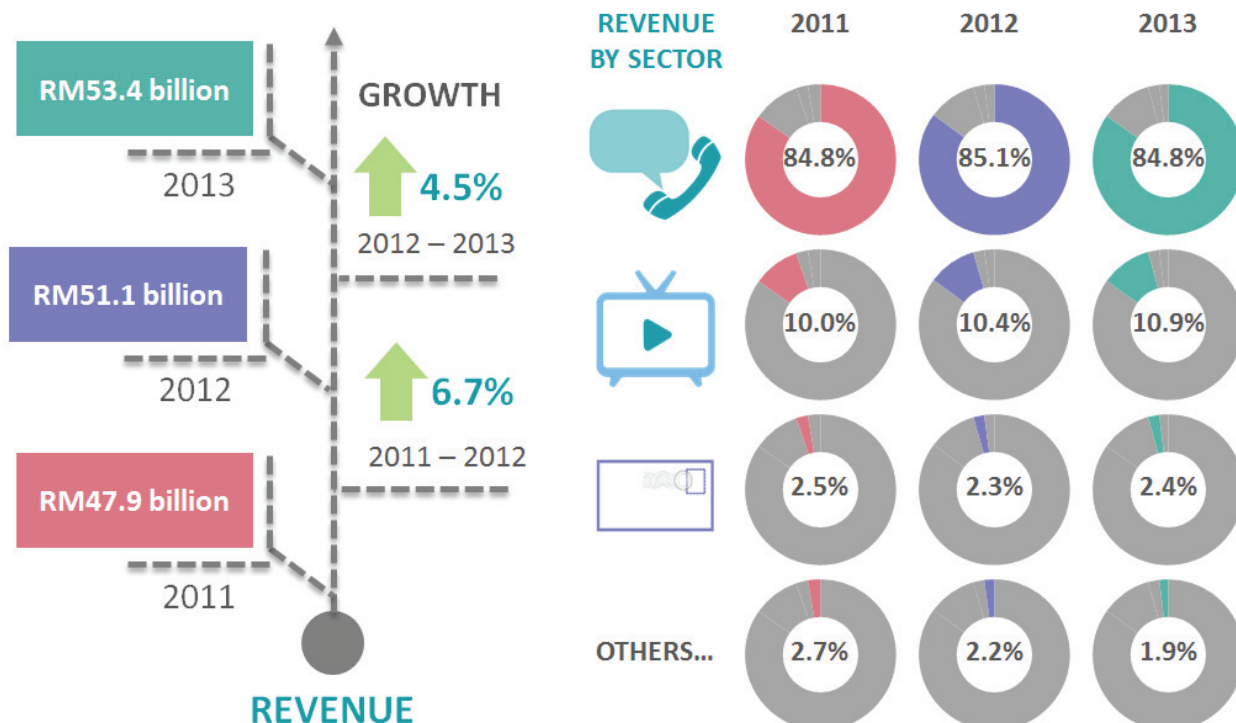 RM53.4 billion
2013
GROWTH
4.5%
2012 – 2013
RM51.1 billion
2012
6.7%
2011 – 2012
RM47.9 billion
2011
REVENUE
REVENUE
BY SECTOR
2011
2012
2013
84.8%
85.1%
84.8%
10.0%
10.4%
10.9%
2.5%
2.3%
2.4%
OTHERS...
2.7%
2.2%
1.9%